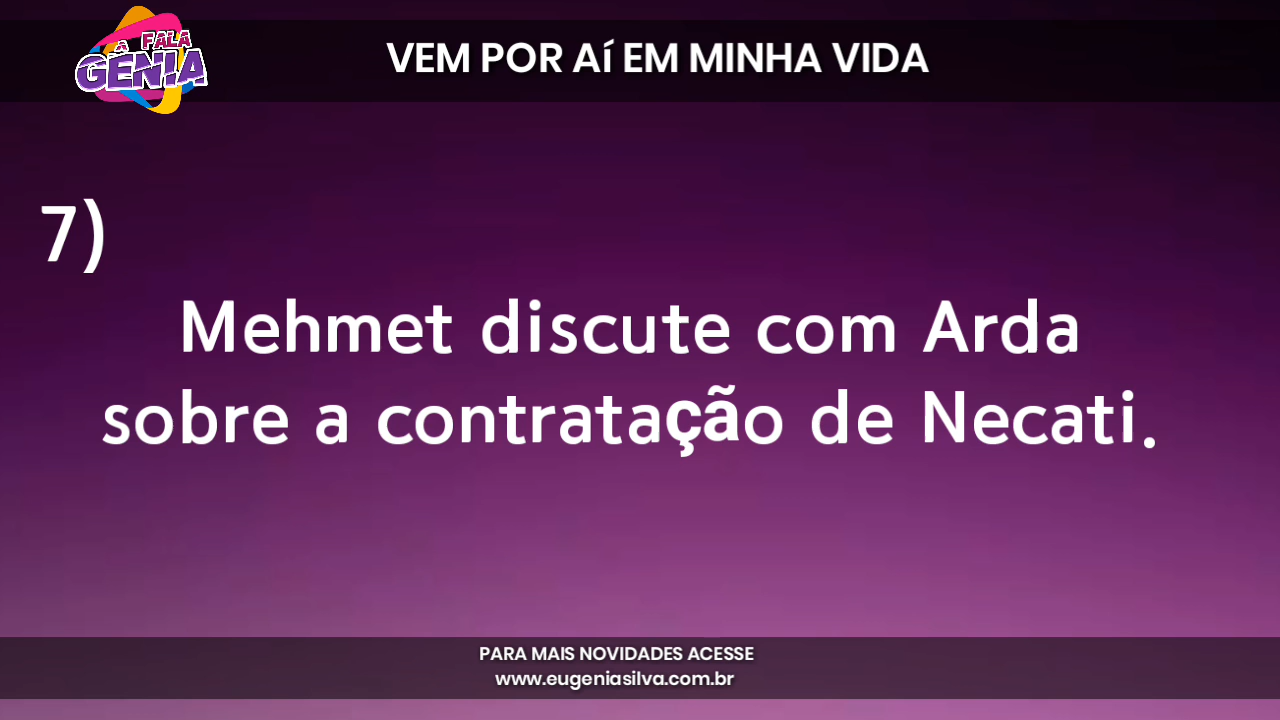 FALA
A
GÊNIA
VEM POR Aí EM MINHA VIDA
7)
Mehmet discute com Arda
sobre a contratação de Necati.
PARA MAIS NOVIDADES ACESSE
www.eugeniasilva.com.br